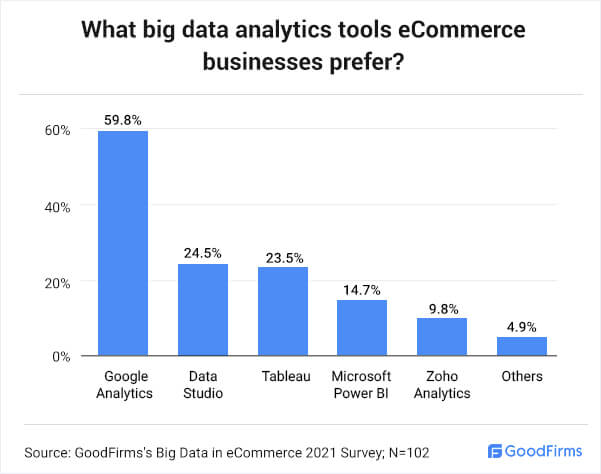 What big data analytics tools eCommerce
businesses prefer?
60%
40%
20%
0%
59.8%
24.5%
23.5%
14.7%
9.8%
4.9%
Google
Analytics
Data
Studio
Tableau
Microsoft
Power BI
Zoho
Analytics
Others
Source: GoodFirms's Big Data in eCommerce 2021 Survey; N=102
GoodFirms